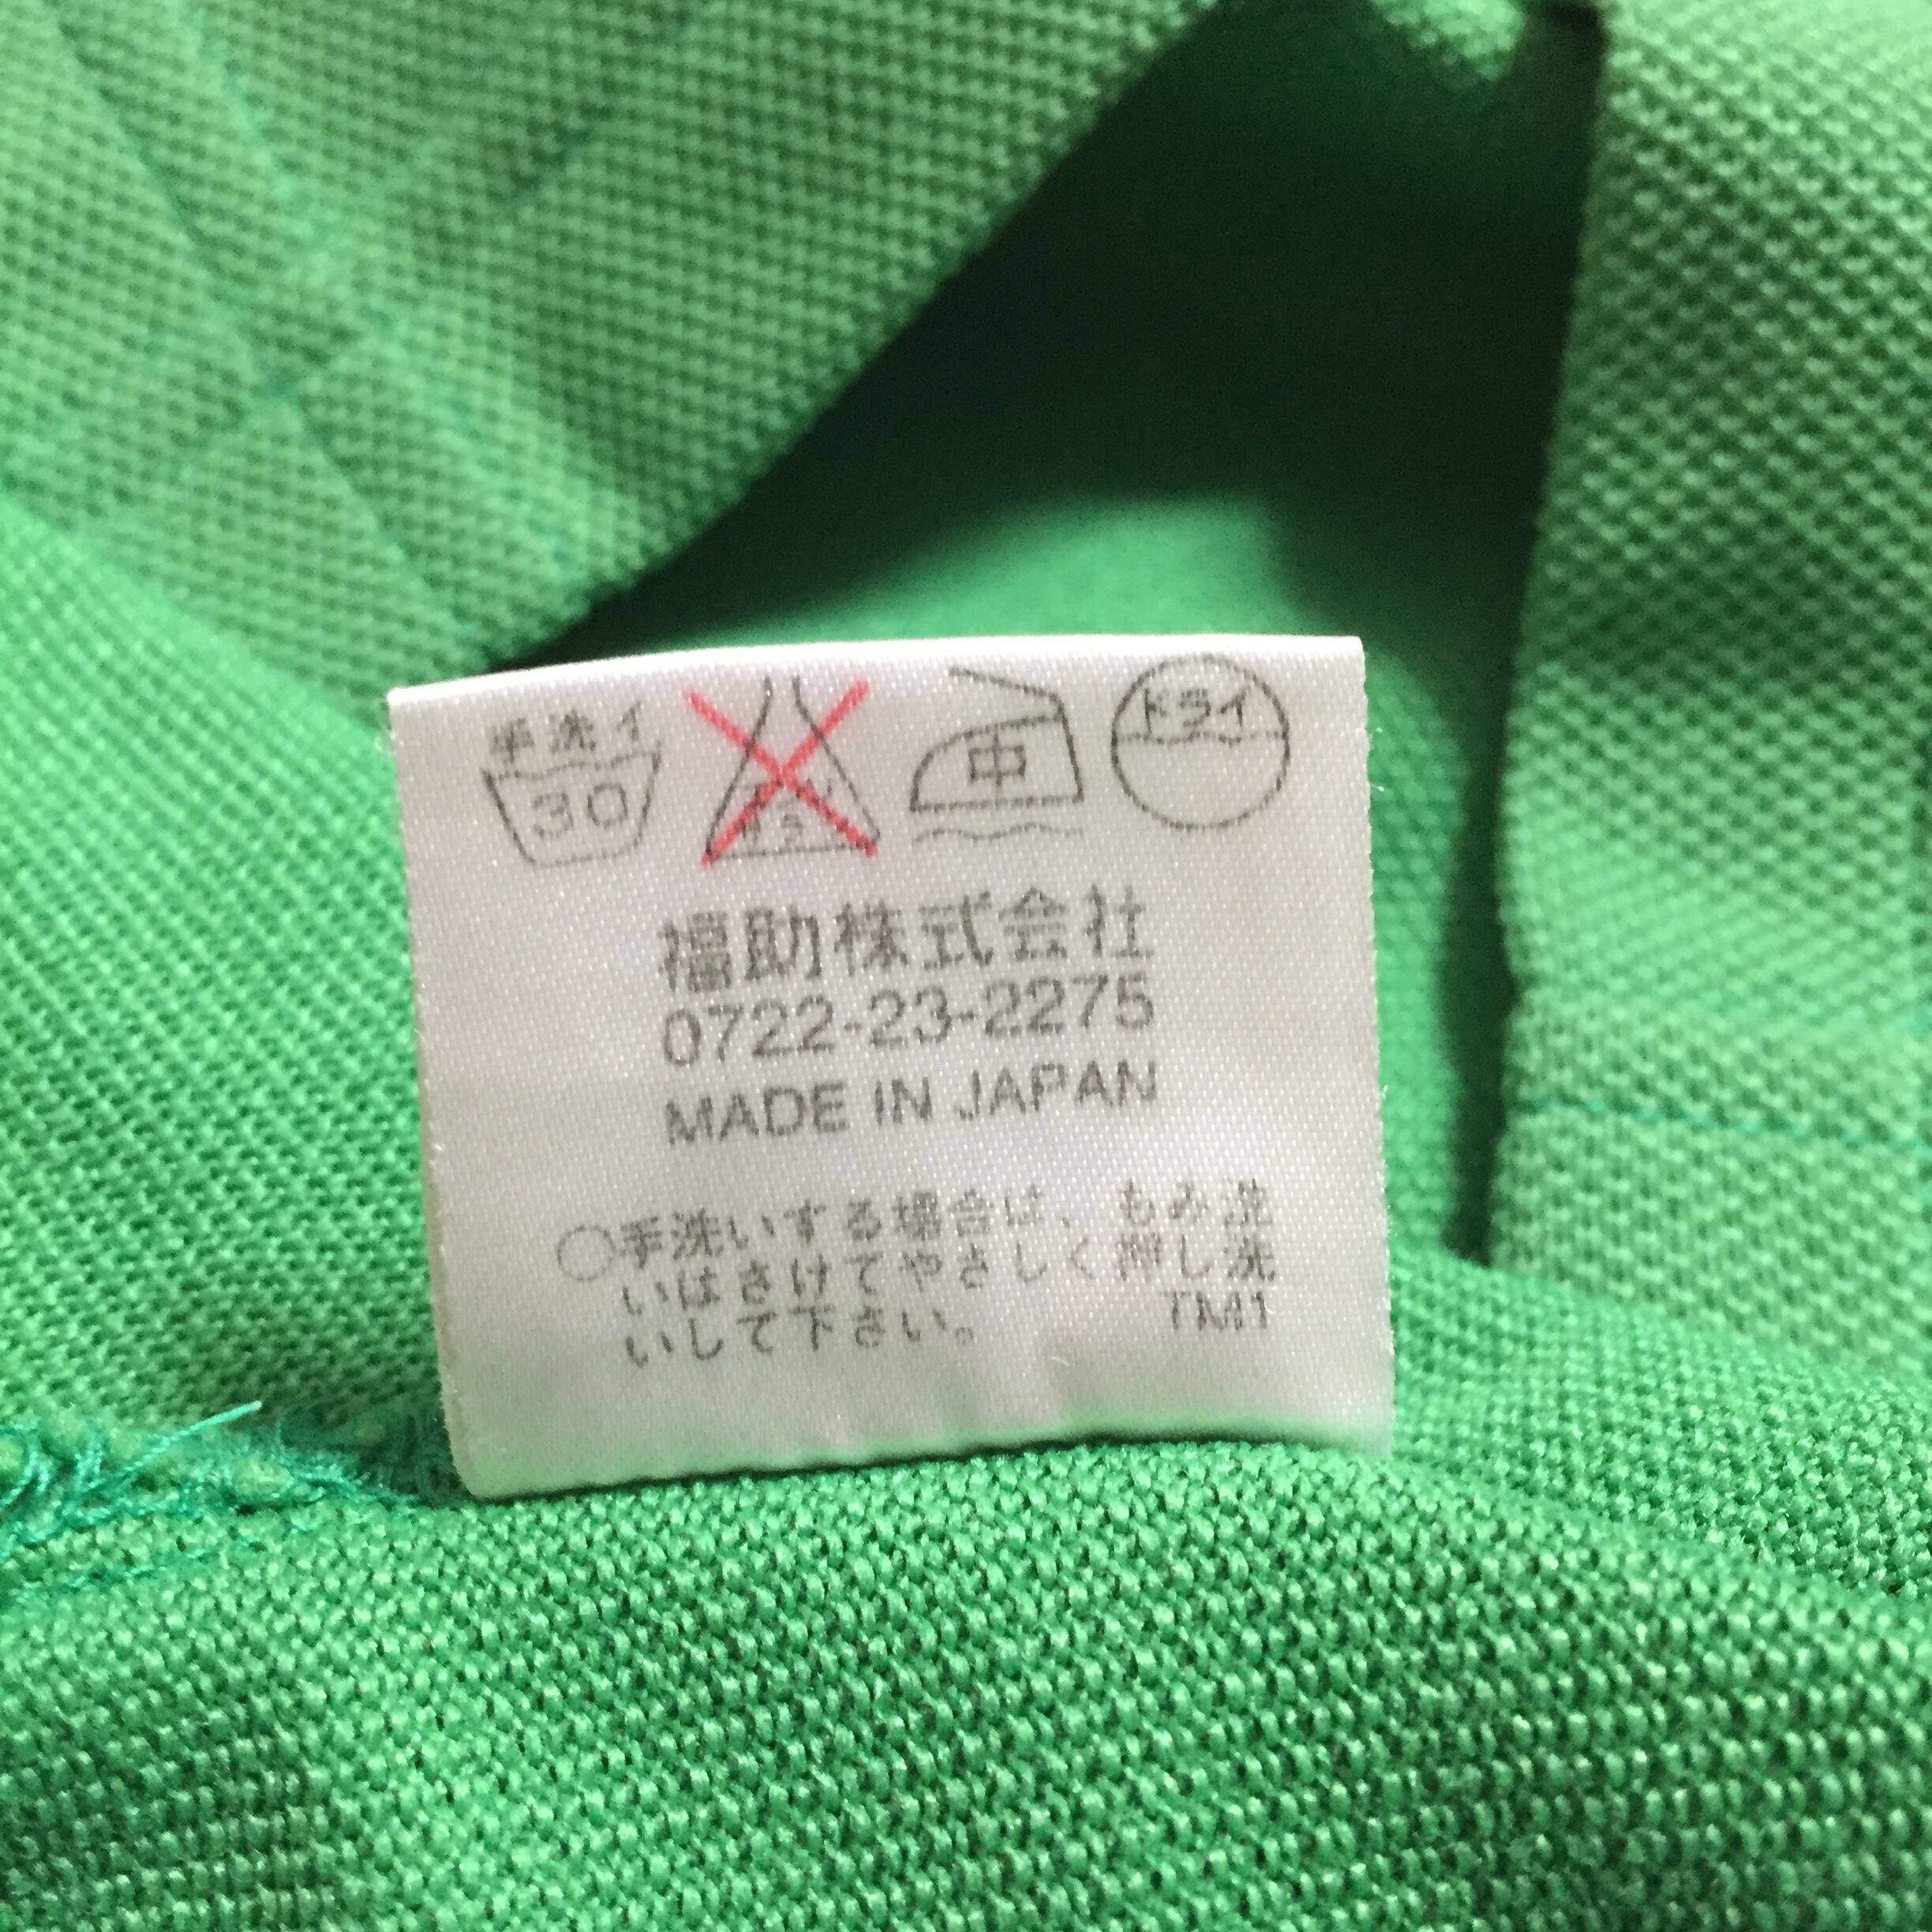 手洗イ
30
中
ドライ
福助株式会社
0722-23-2275
MADE IN JAPAN
○手洗いする場合は、もみ洗
いはさけてやさしく押し洗
いして下さい。 TM1